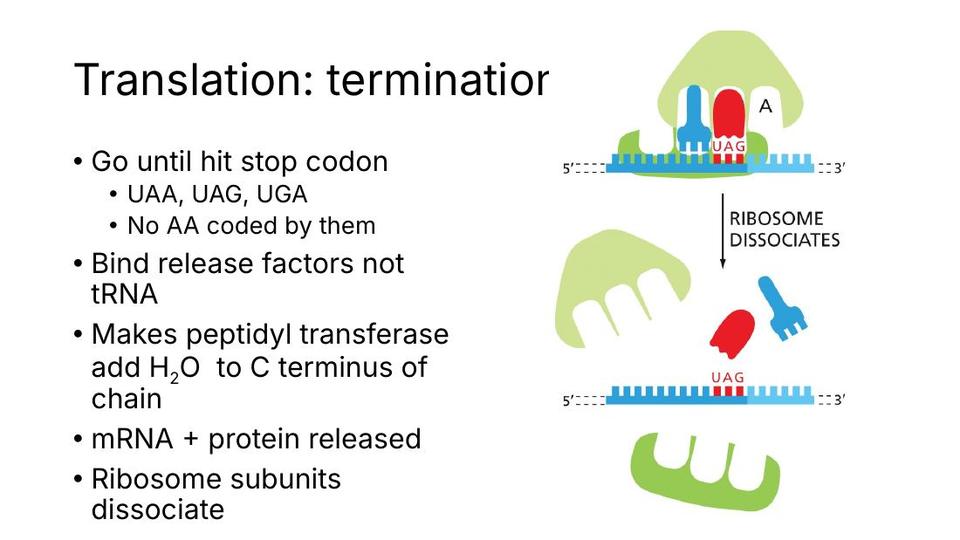 Translation: termination
• Go until hit stop codon
• UAA, UAG, UGA
• No AA coded by them
• Bind release factors not
tRNA
• Makes peptidyl transferase
add H₂O to C terminus of
chain
• mRNA + protein released
• Ribosome subunits
dissociate
A
UAG
5′
3′
RIBOSOME
DISSOCIATES
UAG
5′
3′